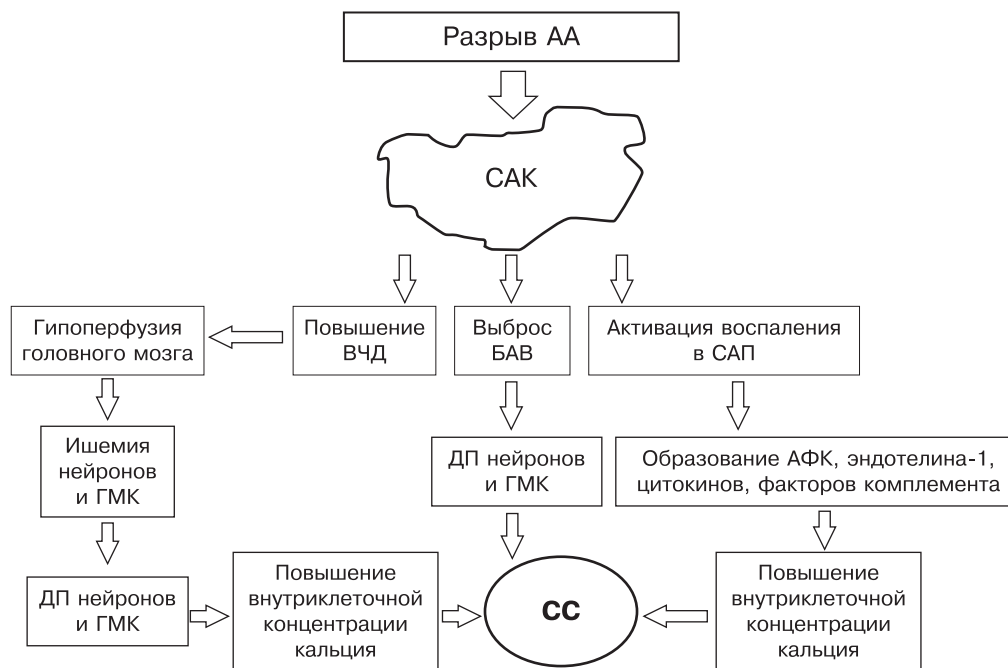 Разрыв АА
САК
Гипоперфузия
головного мозга
Повышение
ВЧД
Выброс
БАВ
Активация воспаления
в САП
Ишемия
нейронов
и ГМК
ДП нейронов
и ГМК
Образование АФК, эндотелина-1,
цитокинов, факторов комплемента
ДП нейронов
и ГМК
Повышение
внутриклеточной
концентрации
кальция
СС
Повышение
внутриклеточной
концентрации
кальция